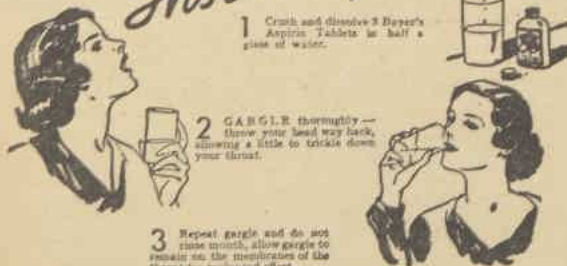 1 Crush and dissolve 3 Bayer's
Aspirin Tablets in half a
glass of water.
2 GARGLE thoroughly —
throw your head way back,
allowing a little to trickle down
your throat.
3 Repeat gargle and do not
rinse mouth, allow gargle to
remain on the membranes of the